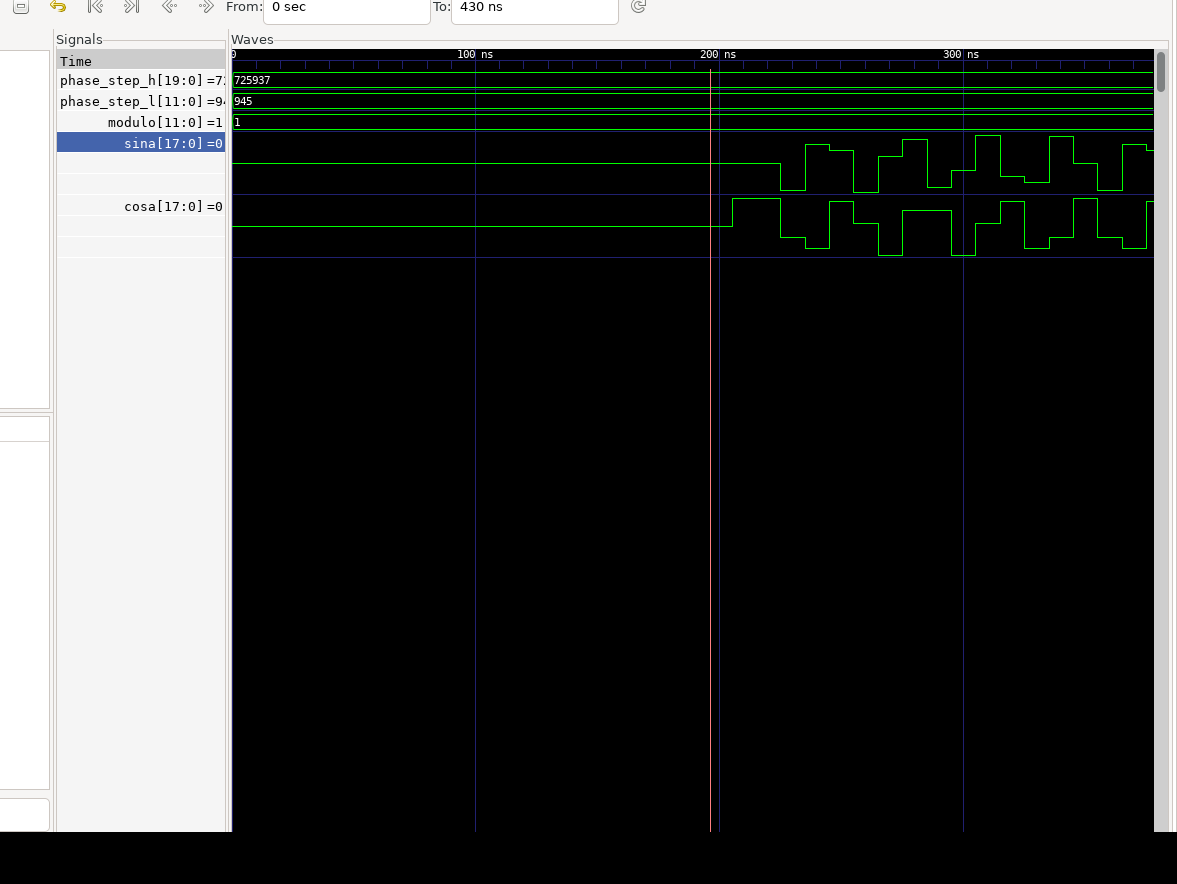 From: 0 sec To: 430 ns
Signals Waves
Time 0 100 ns 200 ns 300 ns
phase_step_h[19:0] =7 725937
phase_step_l[11:0] =9 945
modulo[11:0] =1 1
sina[17:0] =0
cosa[17:0] =0